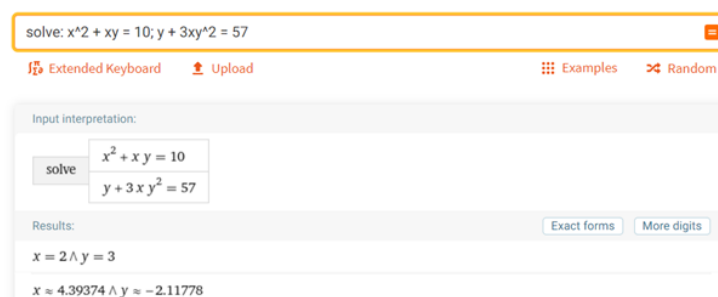 solve: x^2 + xy = 10; y + 3xy^2 = 57
Extended Keyboard Upload Examples Random
Input interpretation:
solve
x² + x y = 10
y + 3 x y² = 57
Results: Exact forms More digits
x = 2 ∧ y = 3
x ≈ 4.39374 ∧ y ≈ -2.11778